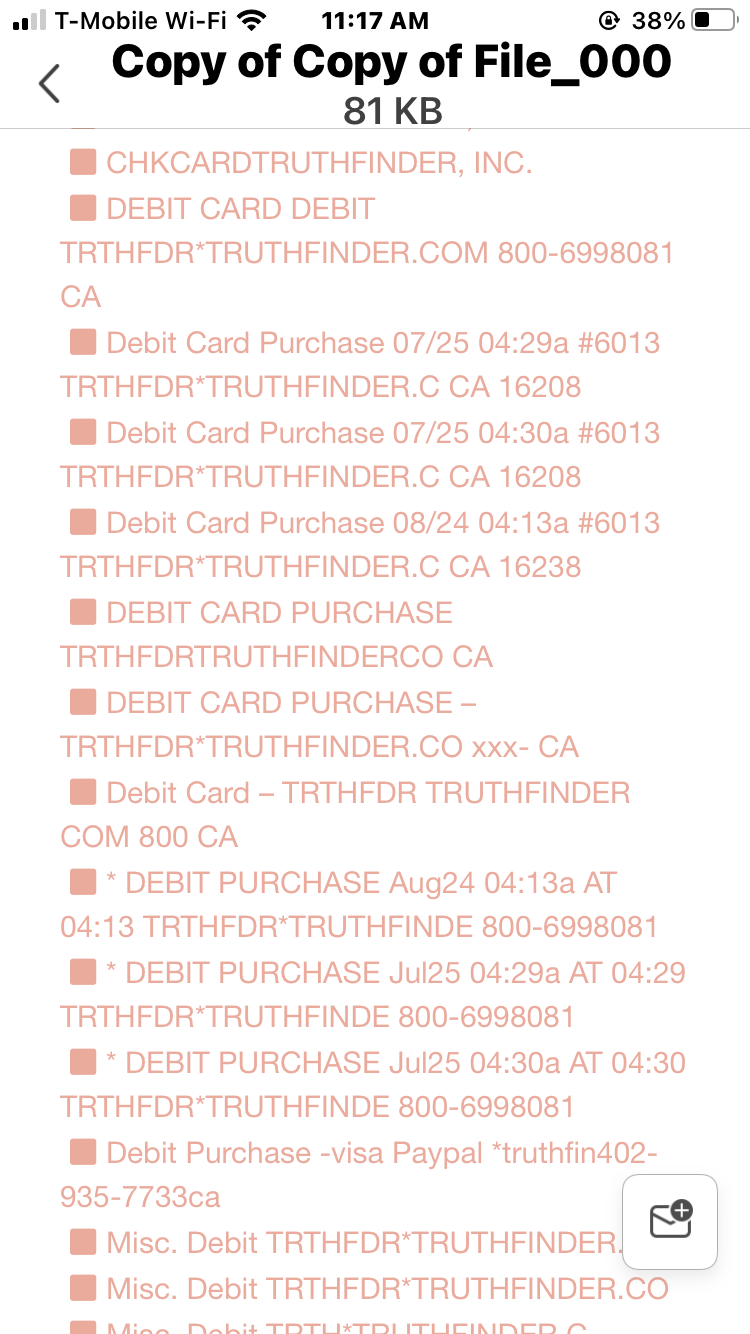 T-Mobile Wi-Fi 11:17 AM 38%
Copy of Copy of File_000
81 KB
CHKCARDTRUTHFINDER, INC.
DEBIT CARD DEBIT
TRTHFDR*TRUTHFINDER.COM 800-6998081
CA
Debit Card Purchase 07/25 04:29a #6013
TRTHFDR*TRUTHFINDER.C CA 16208
Debit Card Purchase 07/25 04:30a #6013
TRTHFDR*TRUTHFINDER.C CA 16208
Debit Card Purchase 08/24 04:13a #6013
TRTHFDR*TRUTHFINDER.C CA 16238
DEBIT CARD PURCHASE
TRTHFDRTRUTHFINDERCO CA
DEBIT CARD PURCHASE –
TRTHFDR*TRUTHFINDER.CO xxx- CA
Debit Card – TRTHFDR TRUTHFINDER
COM 800 CA
* DEBIT PURCHASE Aug24 04:13a AT
04:13 TRTHFDR*TRUTHFINDE 800-6998081
* DEBIT PURCHASE Jul25 04:29a AT 04:29
TRTHFDR*TRUTHFINDE 800-6998081
* DEBIT PURCHASE Jul25 04:30a AT 04:30
TRTHFDR*TRUTHFINDE 800-6998081
Debit Purchase -visa Paypal *truthfin402-
935-7733ca
Misc. Debit TRTHFDR*TRUTHFINDER.
Misc. Debit TRTHFDR*TRUTHFINDER.CO
Misc. Debit TRTH*TRUTHFINDER.C